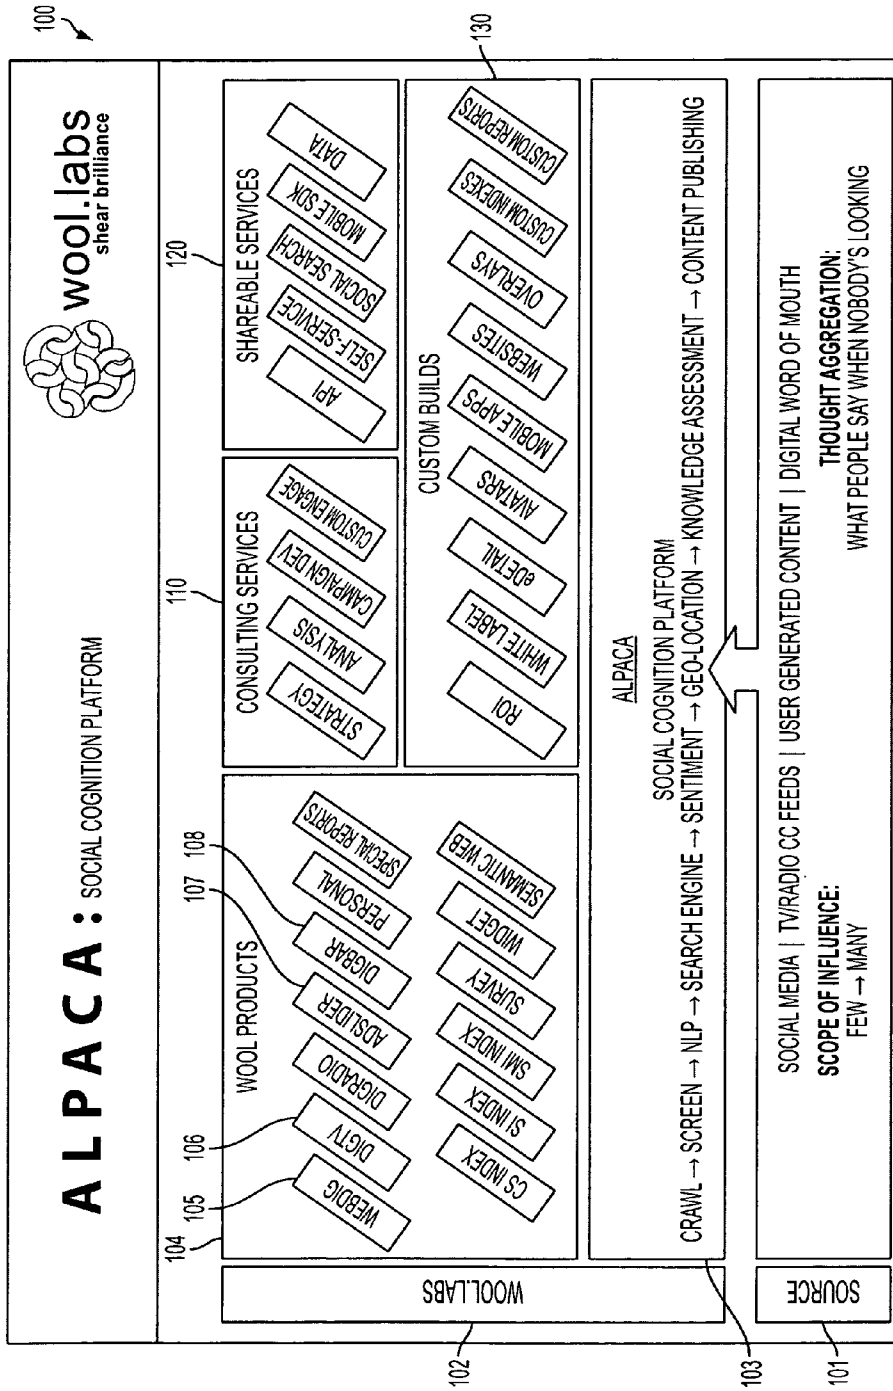 100
ALPACA: SOCIAL COGNITION PLATFORM
wool.labs
shear brilliance
102
WOOL.LABS
104
WOOL PRODUCTS
105
106
107
108
WEBDIG
DIGTV
DIGRADIO
ADSLIDER
DIGBAR
PERSONAL
SPECIAL REPORTS
CS INDEX
SI INDEX
SMI INDEX
SURVEY
WIDGET
SEMANTIC WEB
110
CONSULTING SERVICES
STRATEGY
ANALYSIS
CAMPAIGN DEV
CUSTOM ENGAGE
120
SHAREABLE SERVICES
API
SELF-SERVICE
SOCIAL SEARCH
MOBILE SDK
DATA
130
CUSTOM BUILDS
ROI
WHITE LABEL
eDETAIL
AVATARS
MOBILE APPS
WEBSITES
OVERLAYS
CUSTOM INDEXES
CUSTOM REPORTS
103
ALPACA
SOCIAL COGNITION PLATFORM
CRAWL → SCREEN → NLP → SEARCH ENGINE → SENTIMENT → GEO-LOCATION → KNOWLEDGE ASSESSMENT → CONTENT PUBLISHING
101
SOURCE
SOCIAL MEDIA | TV/RADIO CC FEEDS | USER GENERATED CONTENT | DIGITAL WORD OF MOUTH
SCOPE OF INFLUENCE:
FEW → MANY
THOUGHT AGGREGATION:
WHAT PEOPLE SAY WHEN NOBODY'S LOOKING